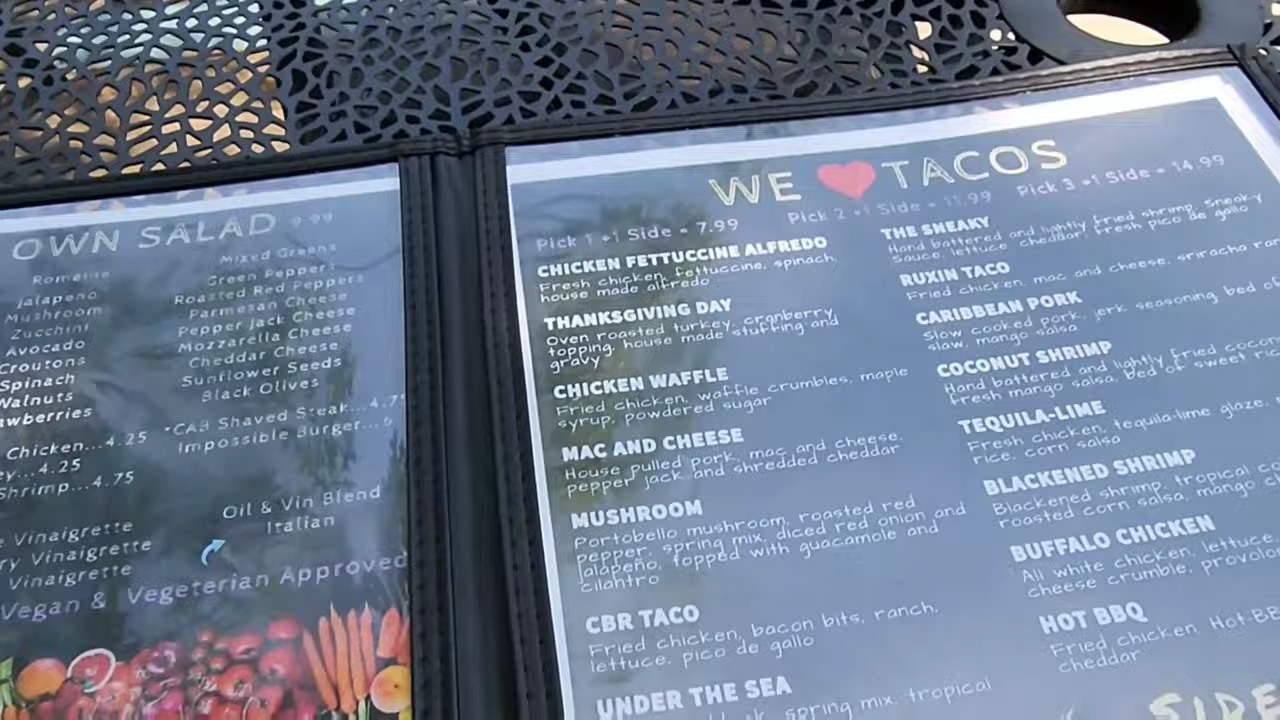 OWN SALAD 9.99
Romaine
Jalapeno
Mushroom
Zucchini
Avocado
Croutons
Spinach
Walnuts
Mixed Greens
Green Peppers
Roasted Red Peppers
Parmesan Cheese
Pepper Jack Cheese
Mozzarella Cheese
Cheddar Cheese
Sunflower Seeds
Black Olives
Chicken...4.25
...4.25
Shrimp...4.75
*CAB Shaved Steak...4.7
Impossible Burger...
Vinaigrette
Vinaigrette
Vinaigrette
Oil & Vin Blend
Italian
Vegan & Vegeterian Approved
WE TACOS
Pick 1 +1 Side = 7.99
Pick 2 +1 Side = 11.99
Pick 3 +1 Side = 14.99
CHICKEN FETTUCCINE ALFREDO
Fresh chicken, fettuccine, spinach,
house made alfredo
THANKSGIVING DAY
Oven roasted turkey, cranberry,
topping, house made stuffing and
gravy
CHICKEN WAFFLE
Fried chicken, waffle crumbles, maple
syrup, powdered sugar
MAC AND CHEESE
House pulled pork, mac and cheese,
pepper jack and shredded cheddar
MUSHROOM
Portobello mushroom, roasted red
pepper, spring mix, diced red onion and
jalapeño, topped with guacamole and
cilantro
CBR TACO
Fried chicken, bacon bits, ranch,
lettuce, pico de gallo
UNDER THE SEA
spring mix, tropical
THE SNEAKY
Hand battered and lightly fried shrimp, Sneak-y
sauce, lettuce, cheddar, fresh pico de gallo
RUXIN TACO
Fried chicken, mac and cheese, sriracha
CARIBBEAN PORK
Slow cooked pork, jerk seasoning, bed of
slaw, mango salsa
COCONUT SHRIMP
Hand battered and lightly fried
fresh mango salsa, bed of sweet
TEQUILA-LIME
Fresh chicken, tequila-lime glaze,
rice, corn salsa
BLACKENED SHRIMP
Blackened shrimp, tropical
roasted corn salsa, mango
BUFFALO CHICKEN
All white chicken, lettuce,
cheese crumble,
HOT BBQ
Fried chicken Hot-BB
cheddar
SIDE